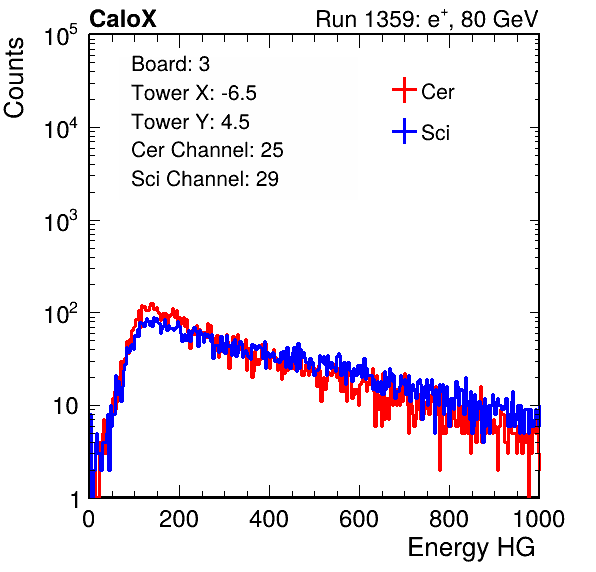 CaloX Run 1359: e⁺, 80 GeV
Counts
Board: 3
Tower X: -6.5
Tower Y: 4.5
Cer Channel: 25
Sci Channel: 29
Cer
Sci
10⁵
10⁴
10³
10²
10
1
0 200 400 600 800 1000
Energy HG